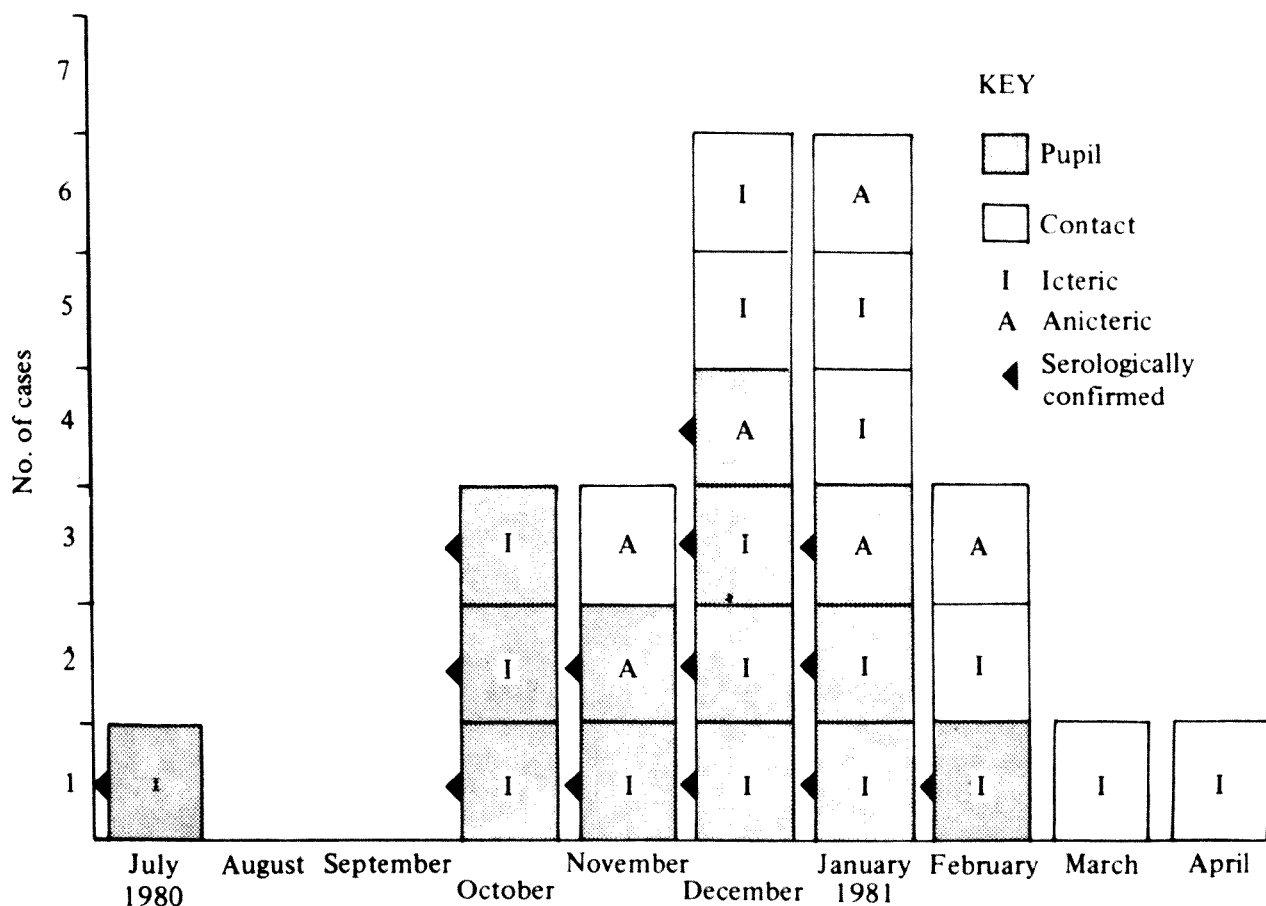 No. of cases
7
6
5
4
3
2
1
KEY
Pupil
Contact
I Icteric
A Anicteric
Serologically
confirmed
I A
I I
A I
I A I A A
I A I I I
I I I I I I I I
July August September November January February March April
1980 October December 1981